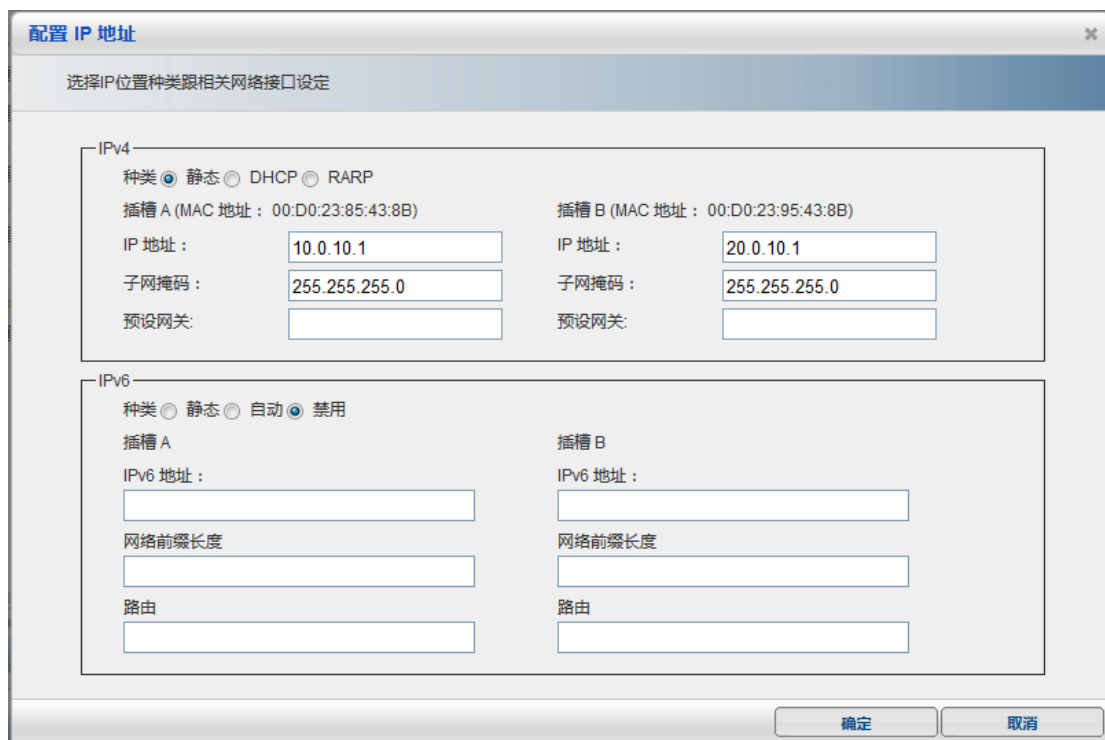 配置 IP 地址
选择IP位置种类跟相关网络接口设定
IPv4
种类 静态 DHCP RARP
插槽 A (MAC 地址： 00:D0:23:85:43:8B) 插槽 B (MAC 地址： 00:D0:23:95:43:8B)
IP 地址： 10.0.10.1 IP 地址： 20.0.10.1
子网掩码： 255.255.255.0 子网掩码： 255.255.255.0
预设网关: 预设网关:
IPv6
种类 静态 自动 禁用
插槽 A 插槽 B
IPv6 地址： IPv6 地址：
网络前缀长度 网络前缀长度
路由 路由
确定 取消